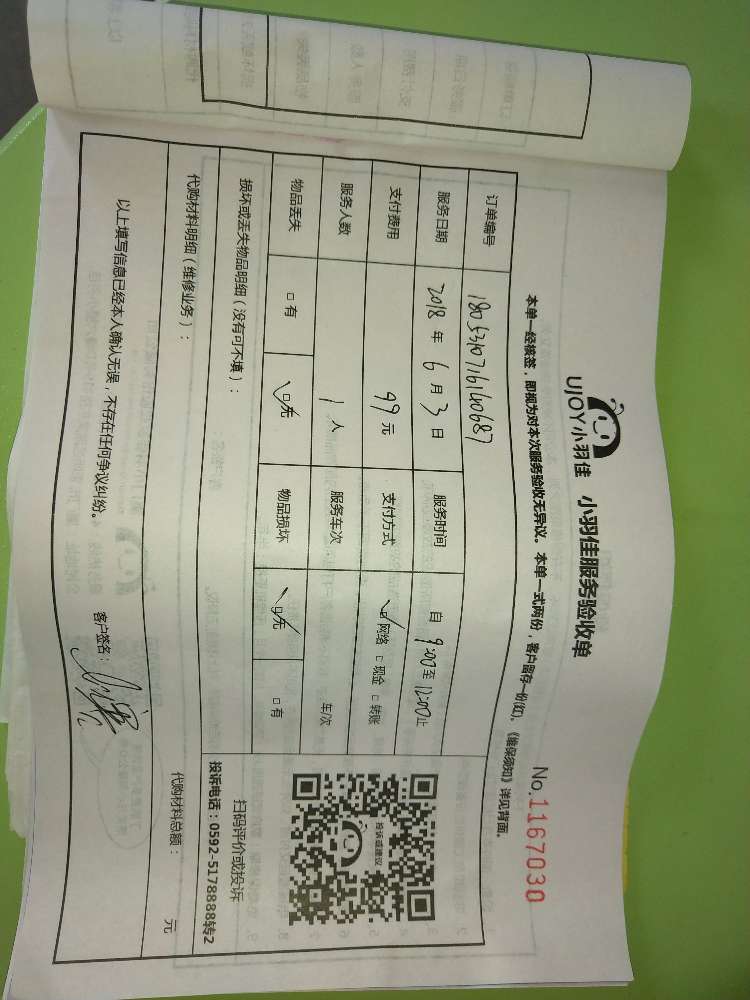 UJOY小羽佳 小羽佳服务验收单
No.1167030
本单一经核签,即视为对本次服务验收无异议。本单一式两份,客户留存一份(红)。《维保须知》详见背面。
订单编号 180531071614068​7
服务日期 2018 年 6 月 3 日 服务时间 自 9:00 至 12:00 止
支付费用 99 元 支付方式 ☑网络 □现金 □转账
服务人数 1 人 服务车次 车/次
物品丢失 □有 ☑无 物品损坏 ☑无 □有
投诉或建议
扫码评价或投诉
投诉电话:0592-5178888转2
损坏或丢失物品明细(没有可不填):
代购材料明细(维修业务): 代购材料总额: 元
以上填写信息已经本人确认无误,不存在任何争议纠纷。 客户签名: